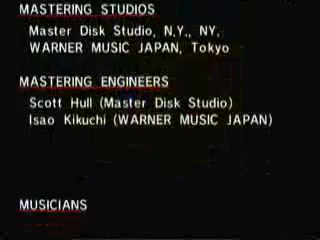 MASTERING STUDIOS
Master Disk Studio, N.Y., NY,
WARNER MUSIC JAPAN, Tokyo
MASTERING ENGINEERS
Scott Hull (Master Disk Studio)
Isao Kikuchi (WARNER MUSIC JAPAN)
MUSICIANS